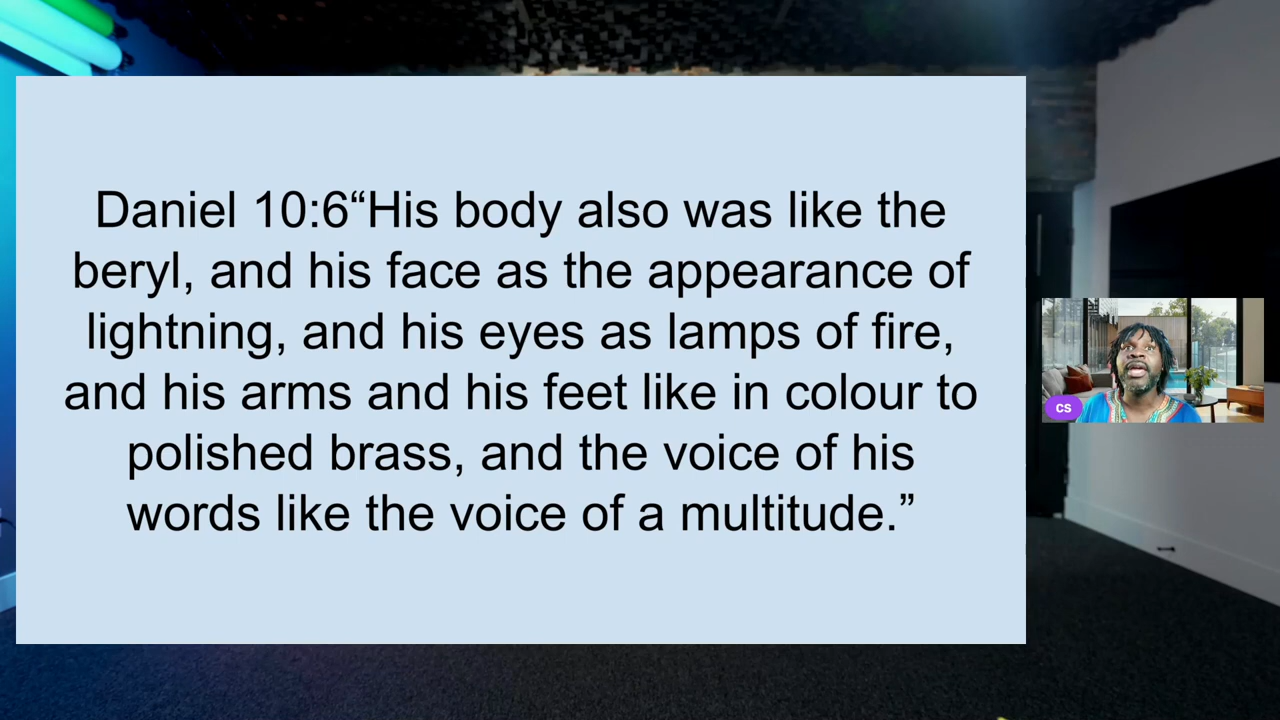 Daniel 10:6“His body also was like the
beryl, and his face as the appearance of
lightning, and his eyes as lamps of fire,
and his arms and his feet like in colour to
polished brass, and the voice of his
words like the voice of a multitude.”
CS